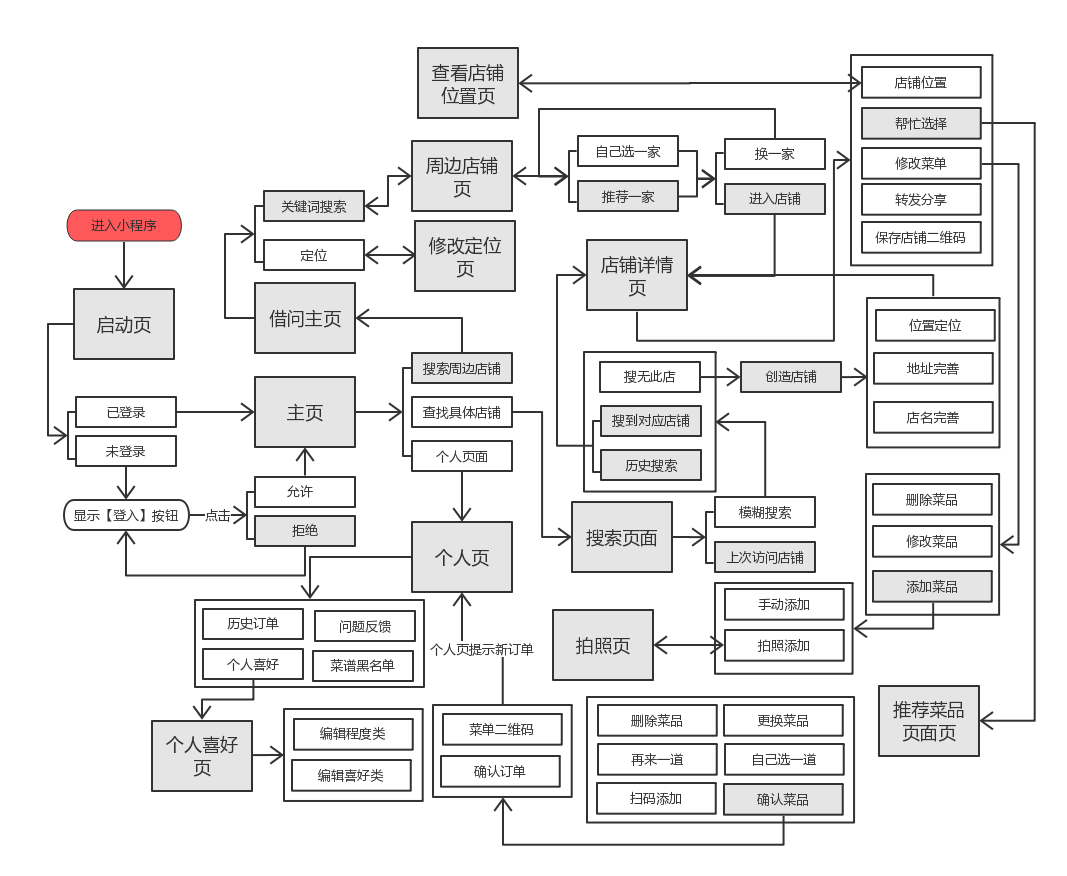 查看店铺
位置页
店铺位置
帮忙选择
修改菜单
转发分享
保存店铺二维码
周边店铺
页
自己选一家
推荐一家
换一家
进入店铺
关键词搜索
定位
修改定位
页
进入小程序
启动页
借问主页
店铺详情
页
位置定位
地址完善
店名完善
搜索周边店铺
查找具体店铺
个人页面
搜无此店
搜到对应店铺
历史搜索
创造店铺
主页
已登录
未登录
显示【登入】按钮
点击
允许
拒绝
个人页
搜索页面
模糊搜索
上次访问店铺
删除菜品
修改菜品
添加菜品
手动添加
拍照添加
拍照页
历史订单
问题反馈
个人喜好
菜谱黑名单
个人页提示新订单
个人喜好
页
编辑程度类
编辑喜好类
菜单二维码
确认订单
删除菜品
更换菜品
再来一道
自己选一道
扫码添加
确认菜品
推荐菜品
页面页